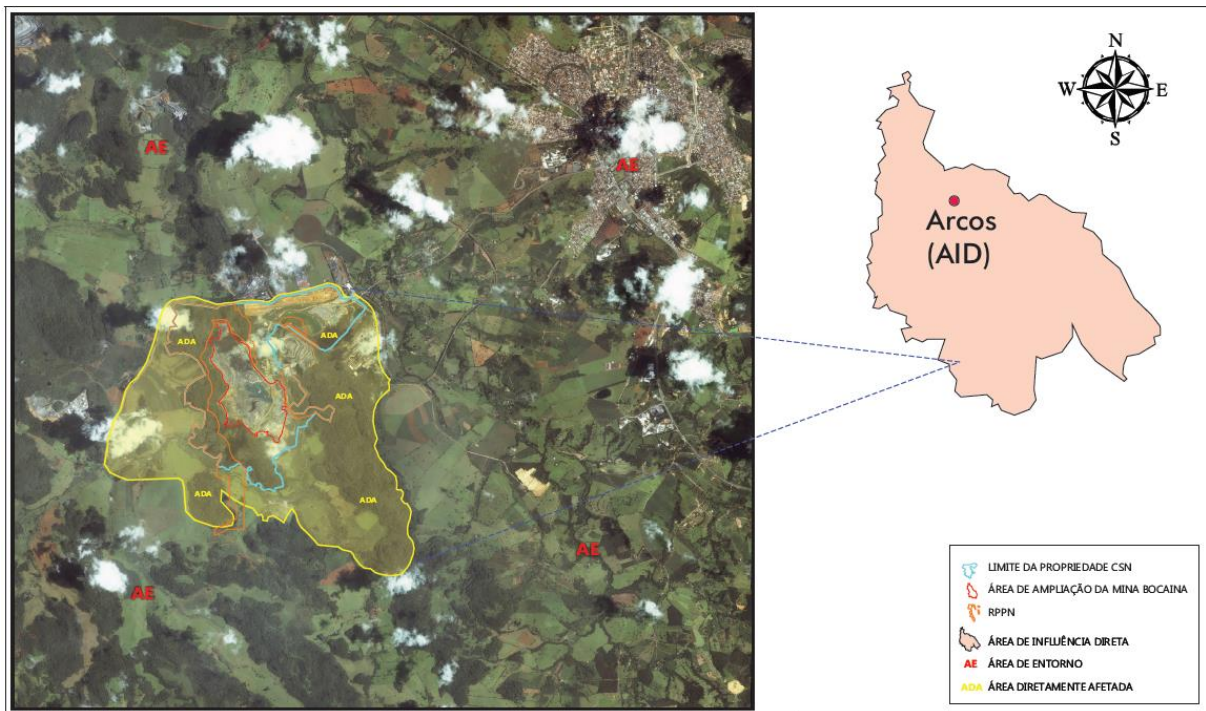 AE
AE
ADA
ADA
ADA
ADA
ADA
AE
AE
N
W
E
S
Arcos
(AID)
LIMITE DA PROPRIEDADE CSN
ÁREA DE AMPLIAÇÃO DA MINA BOCAINA
RPPN
ÁREA DE INFLUÊNCIA DIRETA
AE ÁREA DE ENTORNO
ADA ÁREA DIRETAMENTE AFETADA